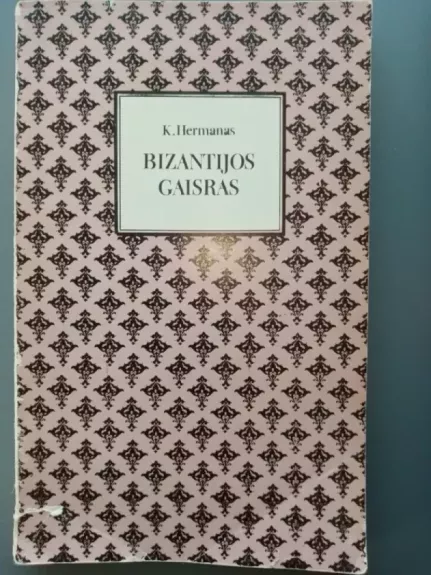 K. Hermanas
BIZANTIJOS
GAISRAS